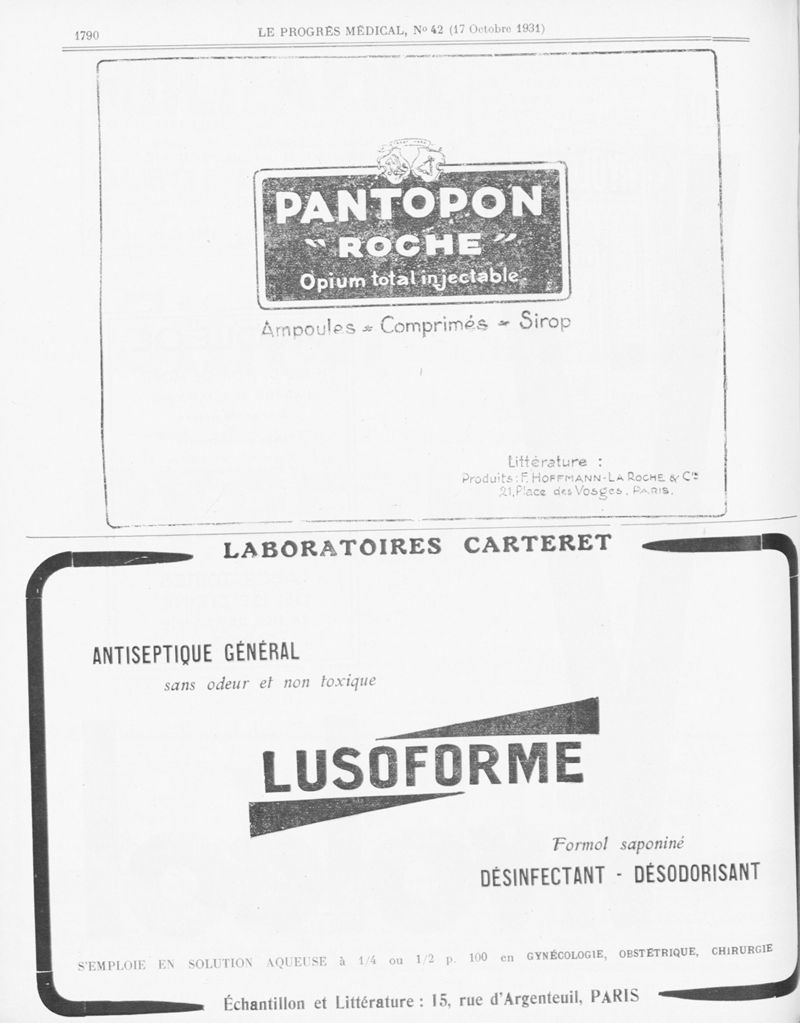 1790
LE PROGRÈS MÉDICAL, No 42 (17 Octobre 1931)
PANTOPON
" ROCHE "
Opium total injectable
Ampoules - Comprimés - Sirop
Littérature :
Produits: F. HOFFMANN-LA ROCHE & Cie
21, Place des Vosges. PARIS.
LABORATOIRES CARTERET
ANTISEPTIQUE GÉNÉRAL
sans odeur et non toxique
LUSOFORME
Formol saponiné
DÉSINFECTANT - DÉSODORISANT
S'EMPLOIE EN SOLUTION AQUEUSE à 1/4 ou 1/2 p. 100 en GYNÉCOLOGIE, OBSTÉTRIQUE, CHIRURGIE
Échantillon et Littérature : 15, rue d'Argenteuil, PARIS